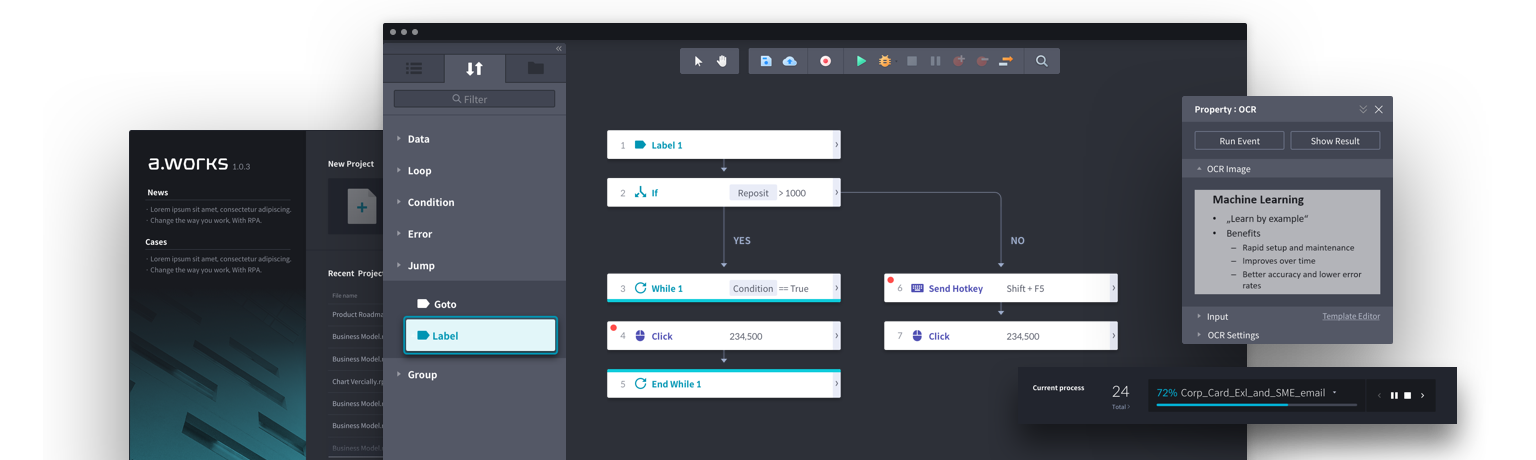 a.works 1.0.3
News
· Lorem ipsum sit amet, consectetur adipiscing.
· Change the way you work, With RPA.
Cases
· Lorem ipsum sit amet, consectetur adipiscing.
· Change the way you work, With RPA.
New Project
Recent Projec
File name
Product Roadma
Business Model.
Business Model.
Chart Vercially.r
Business Model.
Business Model.
Business Model.
Filter
Data
Loop
Condition
Error
Jump
Goto
Label
Group
1 Label 1
2 If Reposit > 1000
YES
NO
3 While 1 Condition == True
4 Click 234,500
5 End While 1
6 Send Hotkey Shift + F5
7 Click 234,500
Property : OCR
Run Event
Show Result
OCR Image
Machine Learning
• „Learn by example“
• Benefits
– Rapid setup and maintenance
– Improves over time
– Better accuracy and lower error
rates
Input Template Editor
OCR Settings
Current process
24
Total
72% Corp_Card_Exl_and_SME_email